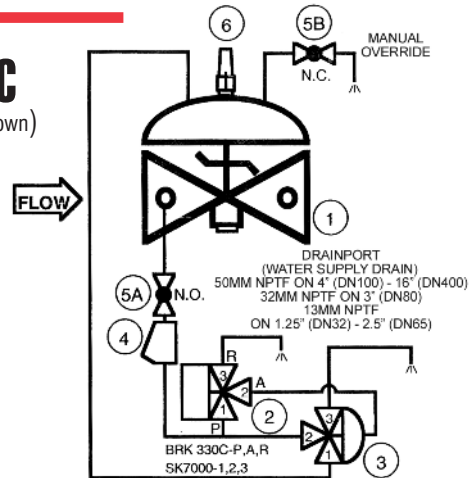 6
5B
MANUAL
OVERRIDE
N.C.
C
own)
FLOW
1
DRAINPORT
(WATER SUPPLY DRAIN)
50MM NPTF ON 4" (DN100) - 16" (DN400)
32MM NPTF ON 3" (DN80)
13MM NPTF
ON 1.25" (DN32) - 2.5" (DN65)
5A
N.O.
4
R
3
A
2
1
P
2
3
2
1
3
BRK 330C-P,A,R
SK7000-1,2,3